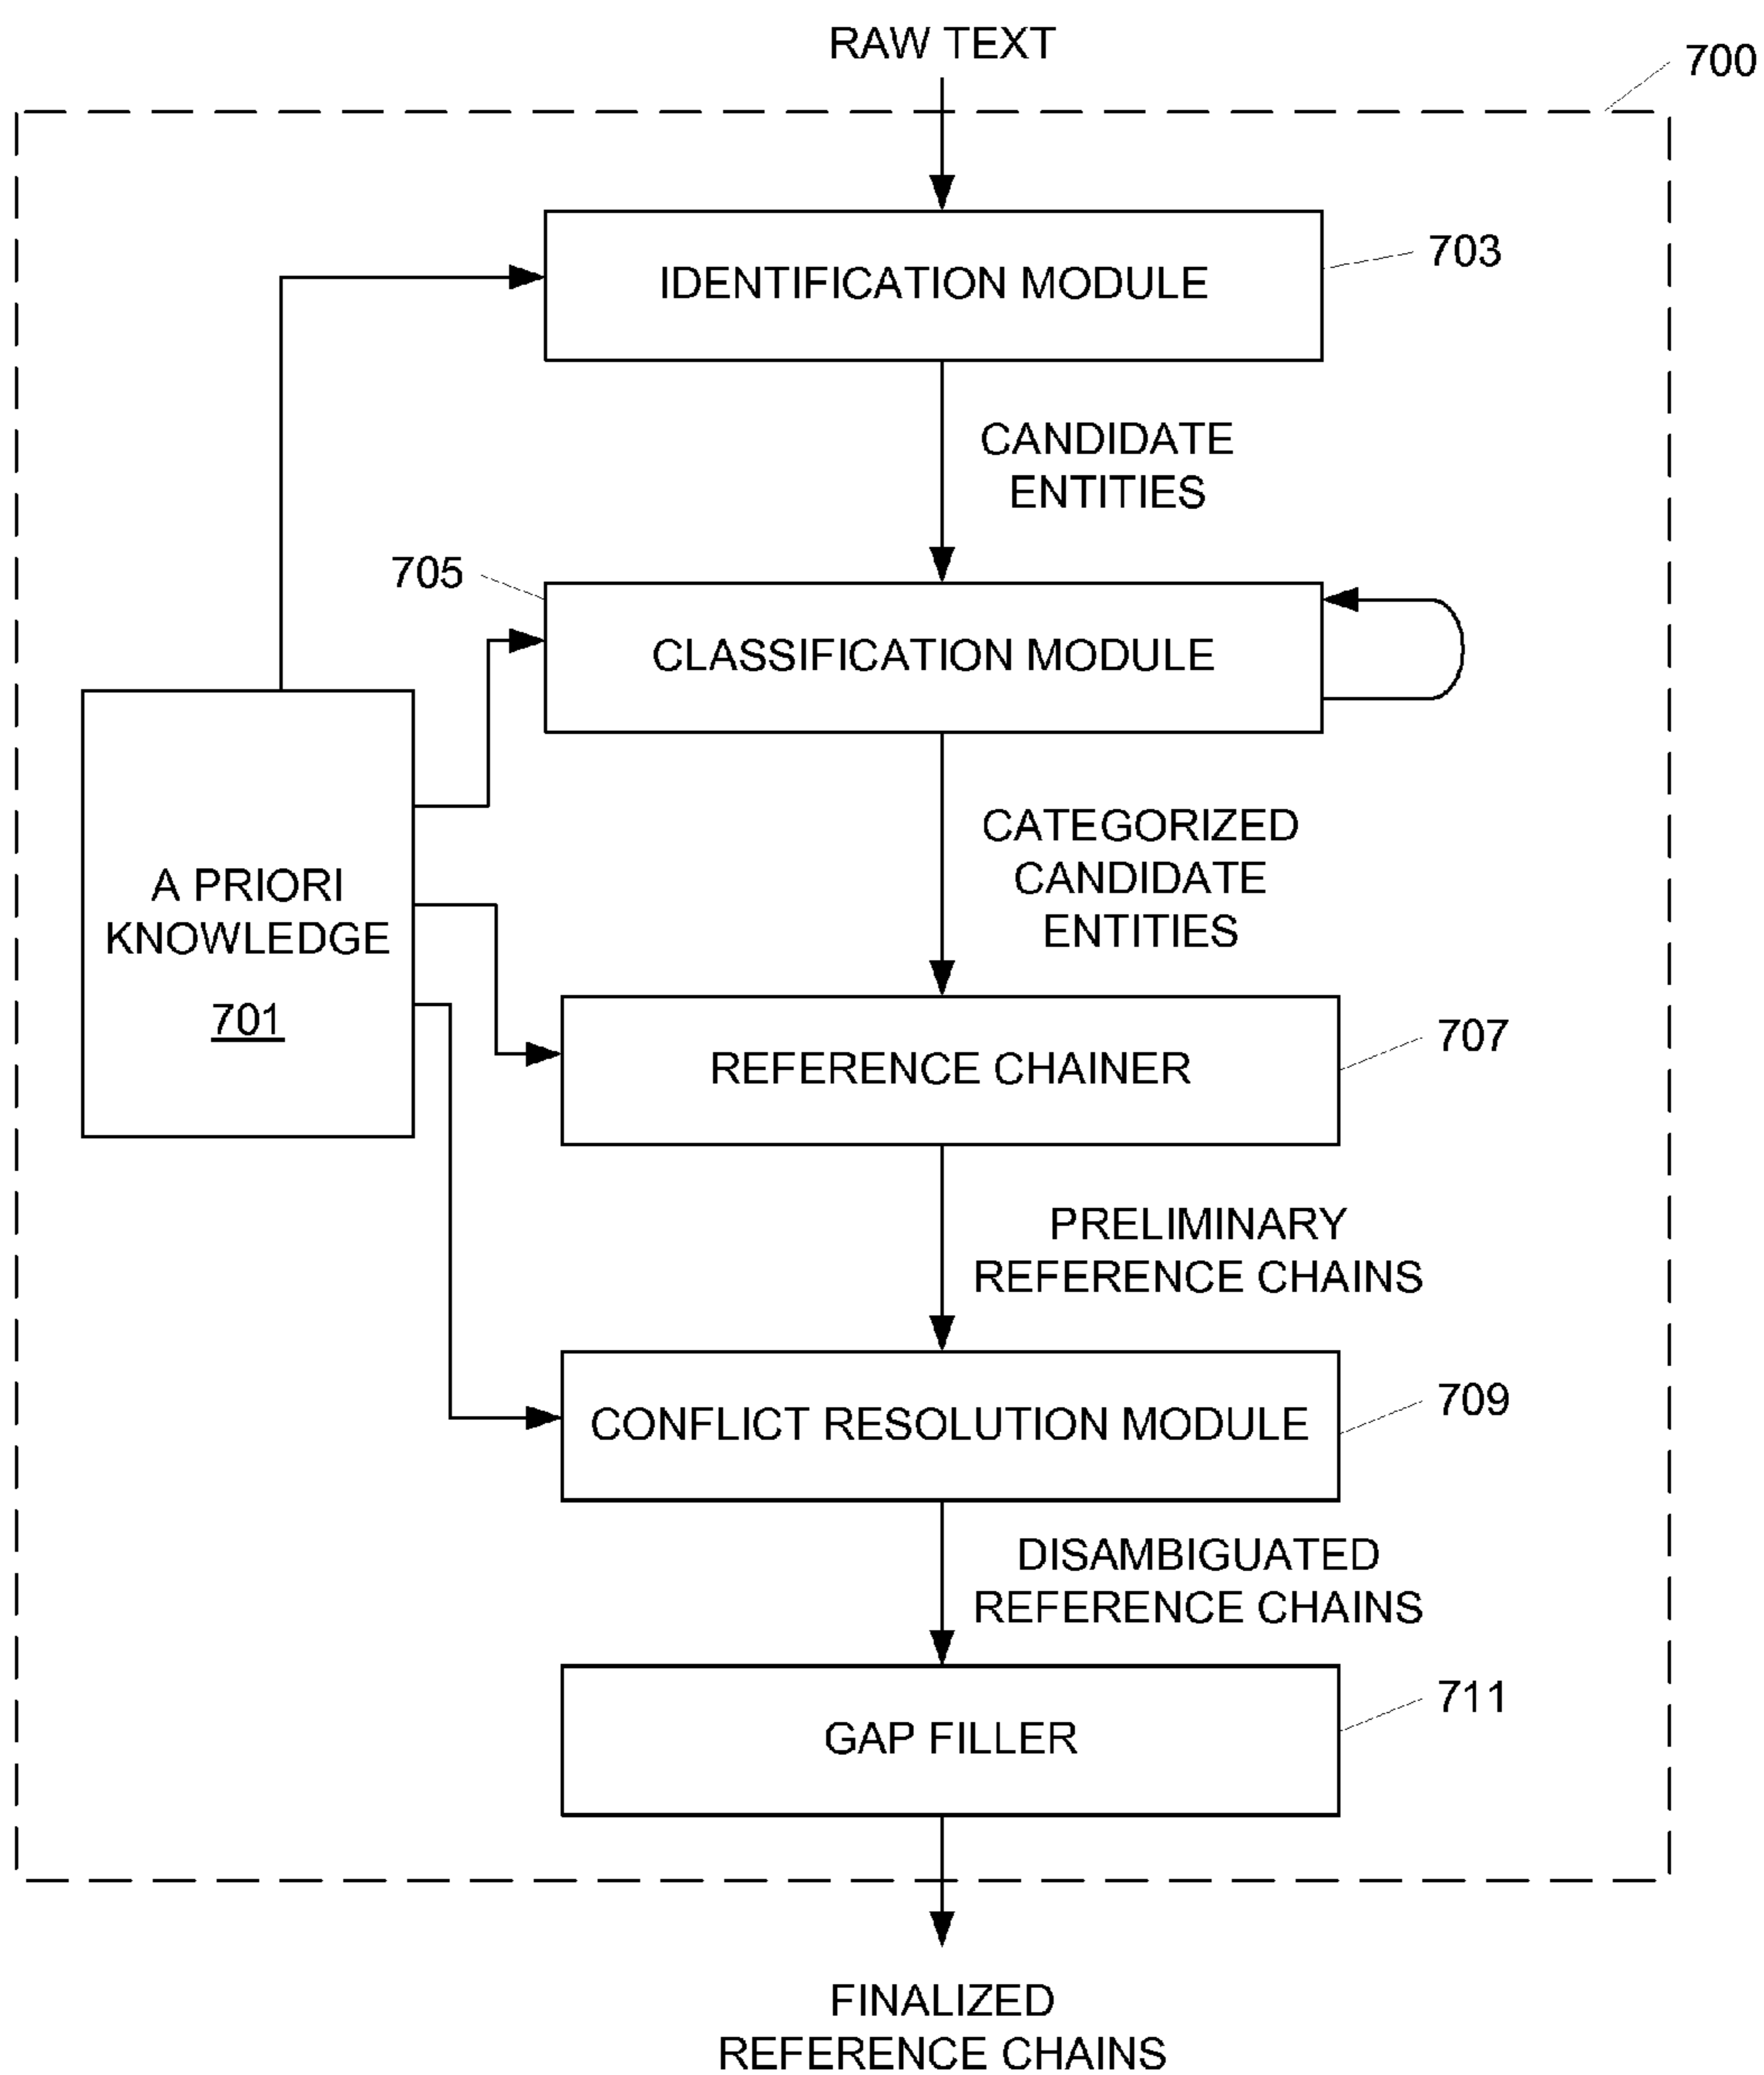 RAW TEXT
700
IDENTIFICATION MODULE
703
CANDIDATE
ENTITIES
705
CLASSIFICATION MODULE
CATEGORIZED
CANDIDATE
ENTITIES
A PRIORI
KNOWLEDGE
701
REFERENCE CHAINER
707
PRELIMINARY
REFERENCE CHAINS
CONFLICT RESOLUTION MODULE
709
DISAMBIGUATED
REFERENCE CHAINS
GAP FILLER
711
FINALIZED
REFERENCE CHAINS